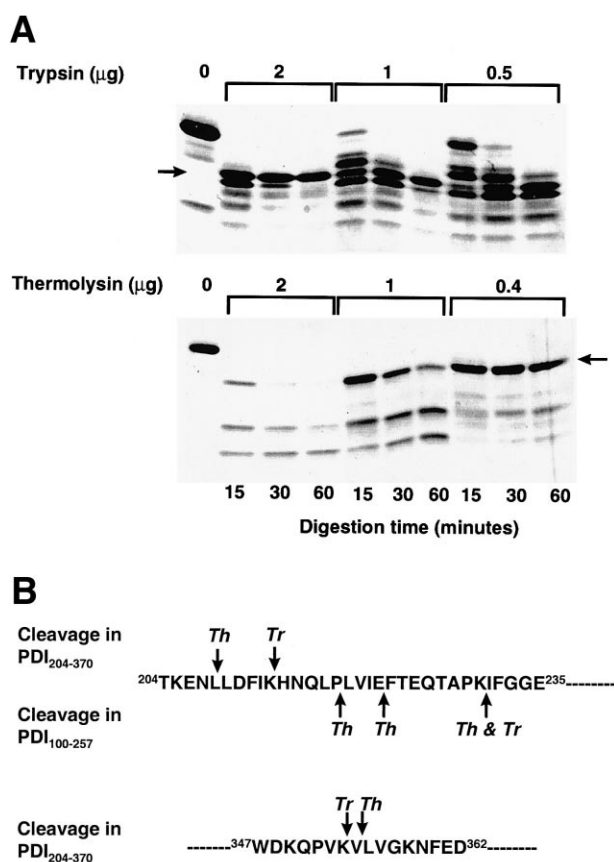 A
Trypsin (µg) 0 2 1 0.5
Thermolysin (µg) 0 2 1 0.4
15 30 60 15 30 60 15 30 60
Digestion time (minutes)
B
Cleavage in
PDI204-370
Th Tr
204TKENLLDFIKHNQLPLVIEFTEQTAPKIFGGE235--------
Cleavage in
PDI100-257
Th Th Th & Tr
Cleavage in
PDI204-370
Tr Th
-------347WDKQPVKVLVGKNFED362-------